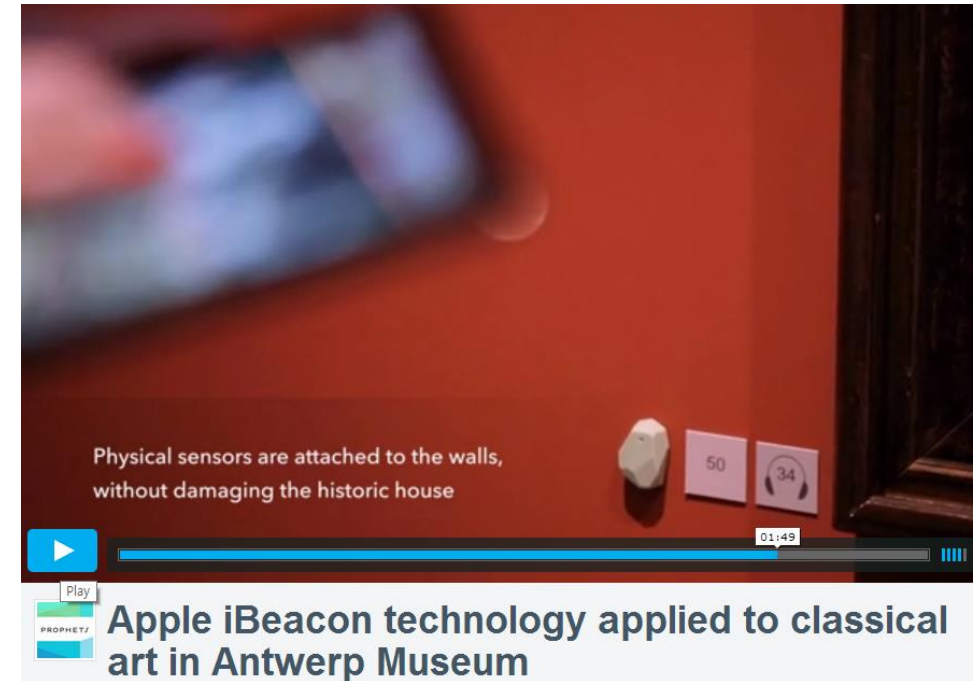 Physical sensors are attached to the walls,
without damaging the historic house
50
34
01:49
Play
PROPHETS
Apple iBeacon technology applied to classical
art in Antwerp Museum